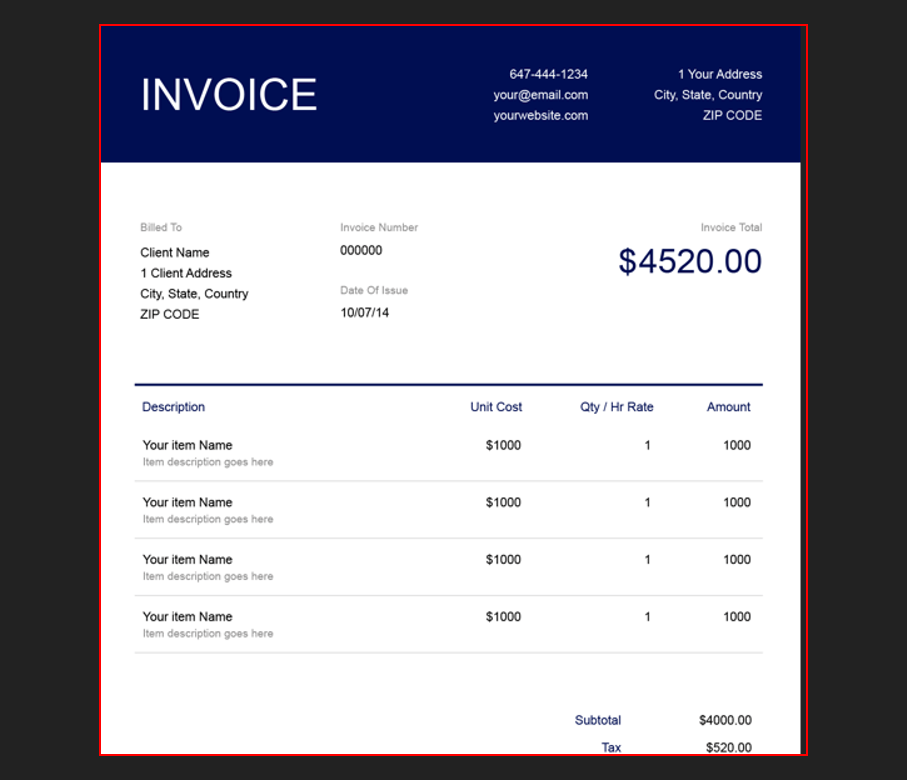 INVOICE
647-444-1234
your@email.com
yourwebsite.com
1 Your Address
City, State, Country
ZIP CODE
Billed To
Client Name
1 Client Address
City, State, Country
ZIP CODE
Invoice Number
000000
Date Of Issue
10/07/14
Invoice Total
$4520.00
Description Unit Cost Qty / Hr Rate Amount
Your item Name $1000 1 1000
Item description goes here
Your item Name $1000 1 1000
Item description goes here
Your item Name $1000 1 1000
Item description goes here
Your item Name $1000 1 1000
Item description goes here
Subtotal $4000.00
Tax $520.00